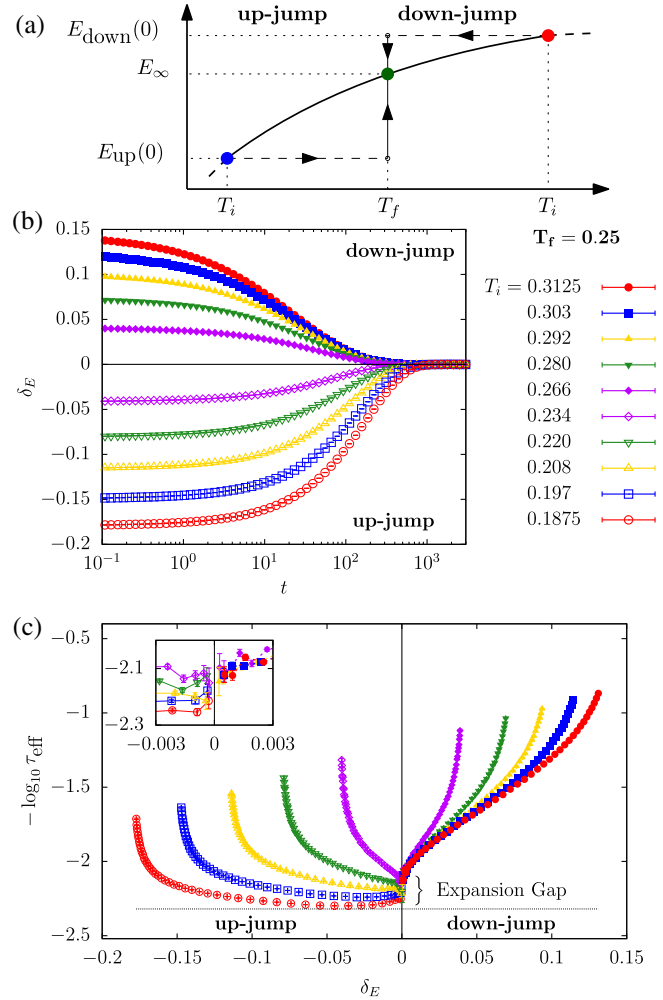 (a)
up-jump down-jump
E_down(0)
E_∞
E_up(0)
T_i T_f T_i
(b)
0.15
0.1
0.05
0
−0.05
−0.1
−0.15
−0.2
δ_E
down-jump
up-jump
10^−1 10^0 10^1 10^2 10^3
t
T_f = 0.25
T_i = 0.3125
0.303
0.292
0.280
0.266
0.234
0.220
0.208
0.197
0.1875
(c)
−0.5
−1
−1.5
−2
−2.5
− log_10 τ_eff
−2.1
−2.3
−0.003 0 0.003
Expansion Gap
up-jump down-jump
−0.2 −0.15 −0.1 −0.05 0 0.05 0.1 0.15
δ_E